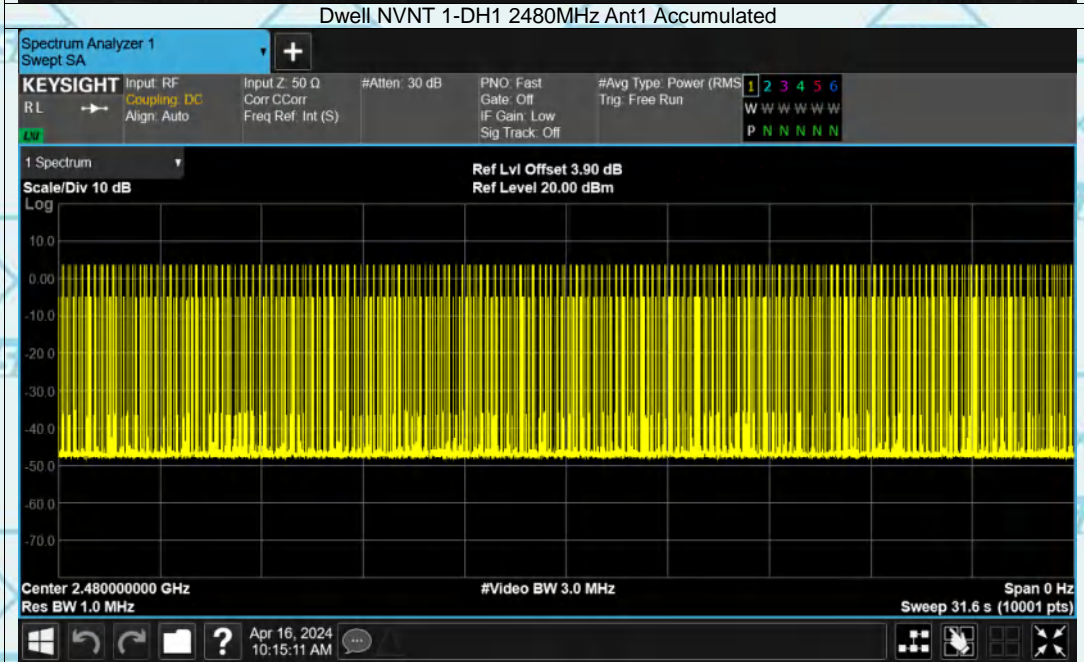 Dwell NVNT 1-DH1 2480MHz Ant1 Accumulated
Spectrum Analyzer 1
Swept SA
+
KEYSIGHT Input: RF Input Z: 50 Ω #Atten: 30 dB PNO: Fast #Avg Type: Power (RMS 1 2 3 4 5 6
RL Coupling: DC Corr CCorr Gate: Off Trig: Free Run
Align: Auto Freq Ref: Int (S) IF Gain: Low W W W W W W
Sig Track: Off P N N N N N
1 Spectrum
Ref Lvl Offset 3.90 dB
Scale/Div 10 dB Ref Level 20.00 dBm
Log
10.0
0.00
-10.0
-20.0
-30.0
-40.0
-50.0
-60.0
-70.0
Center 2.480000000 GHz #Video BW 3.0 MHz Span 0 Hz
Res BW 1.0 MHz Sweep 31.6 s (10001 pts)
? Apr 16, 2024
10:15:11 AM